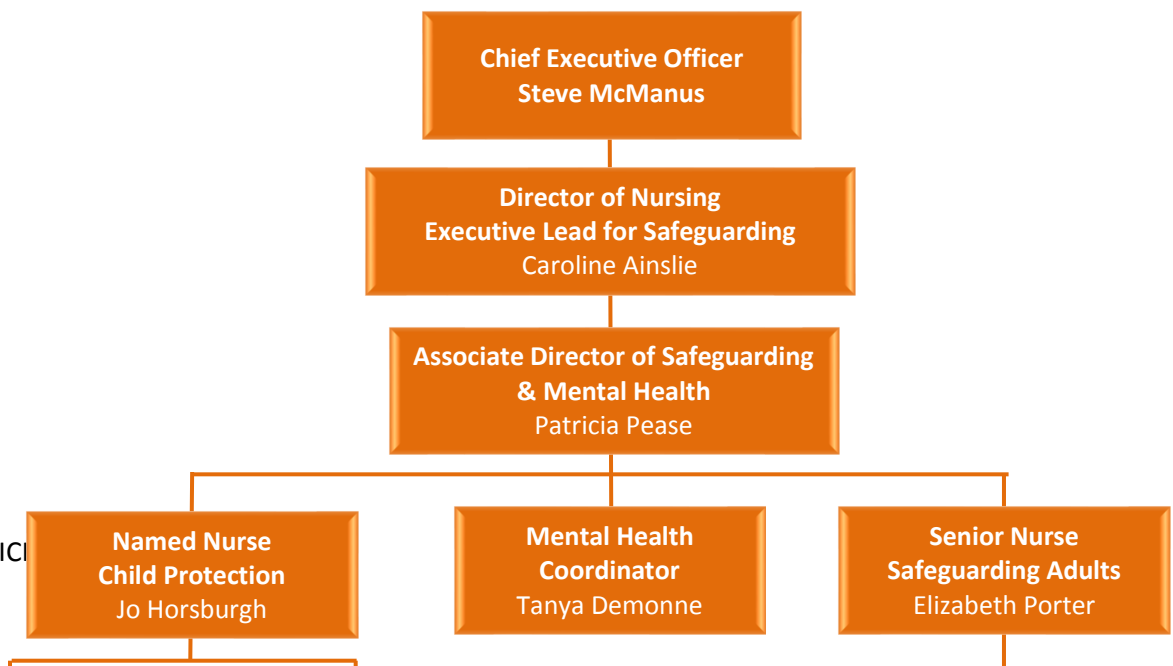 Chief Executive Officer
Steve McManus
Director of Nursing
Executive Lead for Safeguarding
Caroline Ainslie
Associate Director of Safeguarding
& Mental Health
Patricia Pease
Named Nurse
Child Protection
Jo Horsburgh
Mental Health
Coordinator
Tanya Demonne
Senior Nurse
Safeguarding Adults
Elizabeth Porter